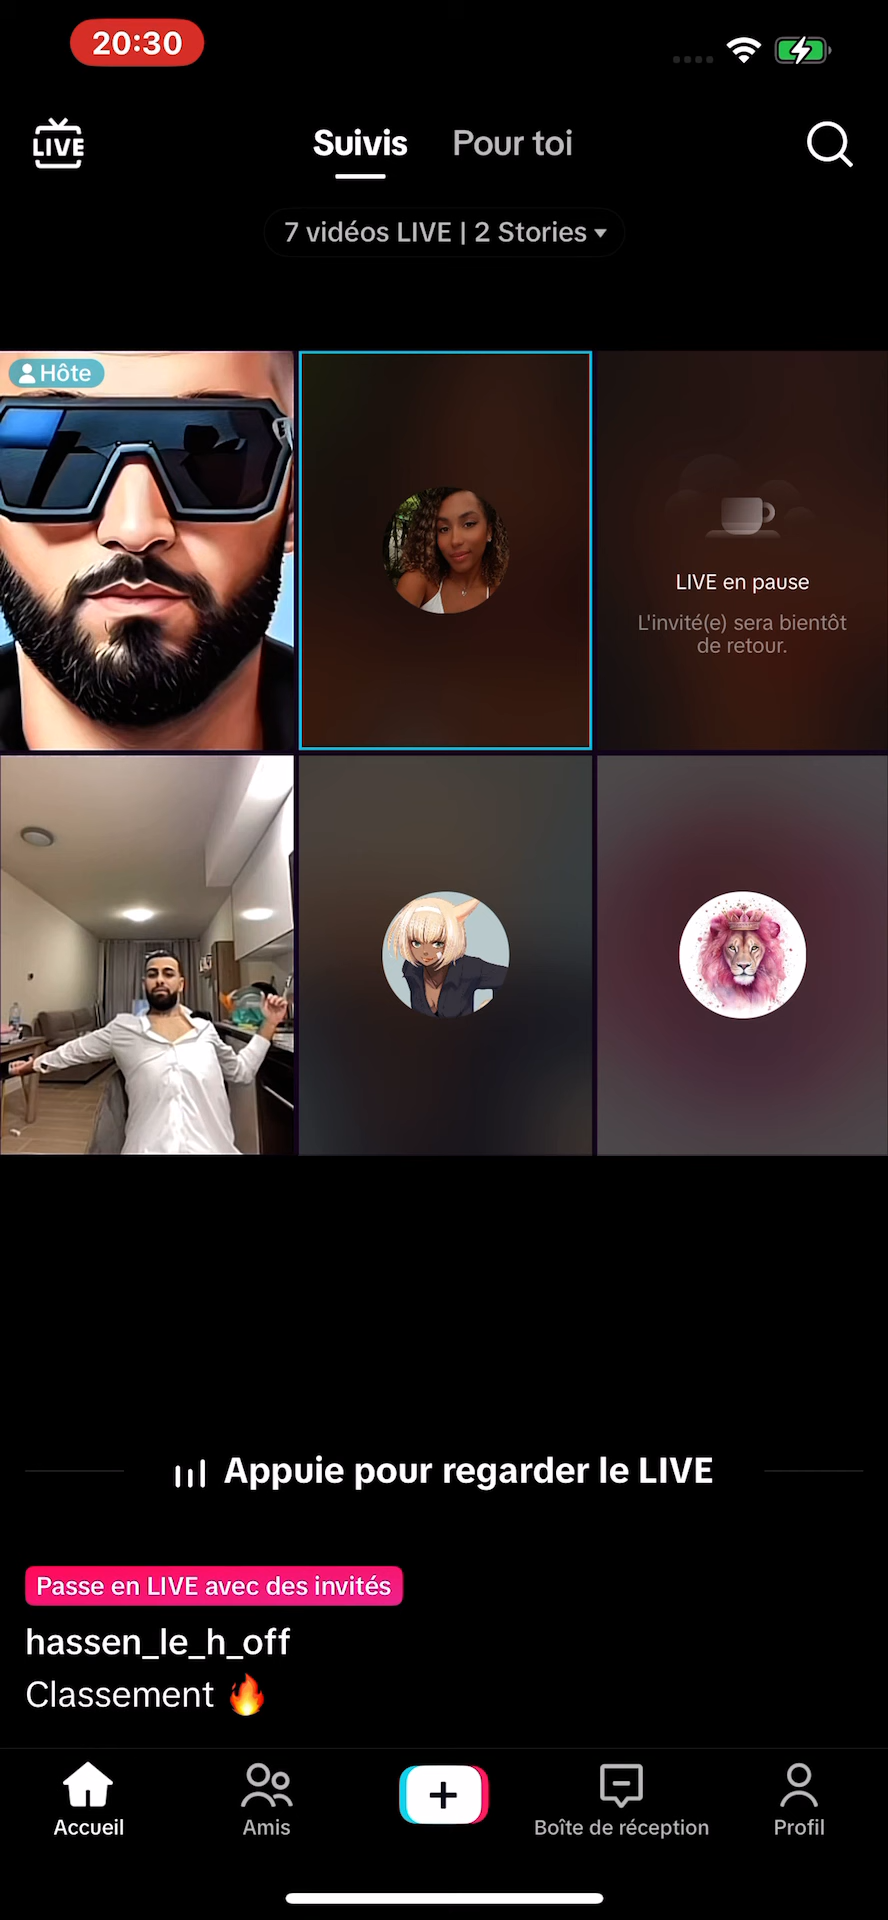 20:30
LIVE
Suivis
Pour toi
7 vidéos LIVE | 2 Stories
Hôte
LIVE en pause
L'invité(e) sera bientôt
de retour.
Appuie pour regarder le LIVE
Passe en LIVE avec des invités
hassen_le_h_off
Classement 🔥
Accueil
Amis
Boîte de réception
Profil